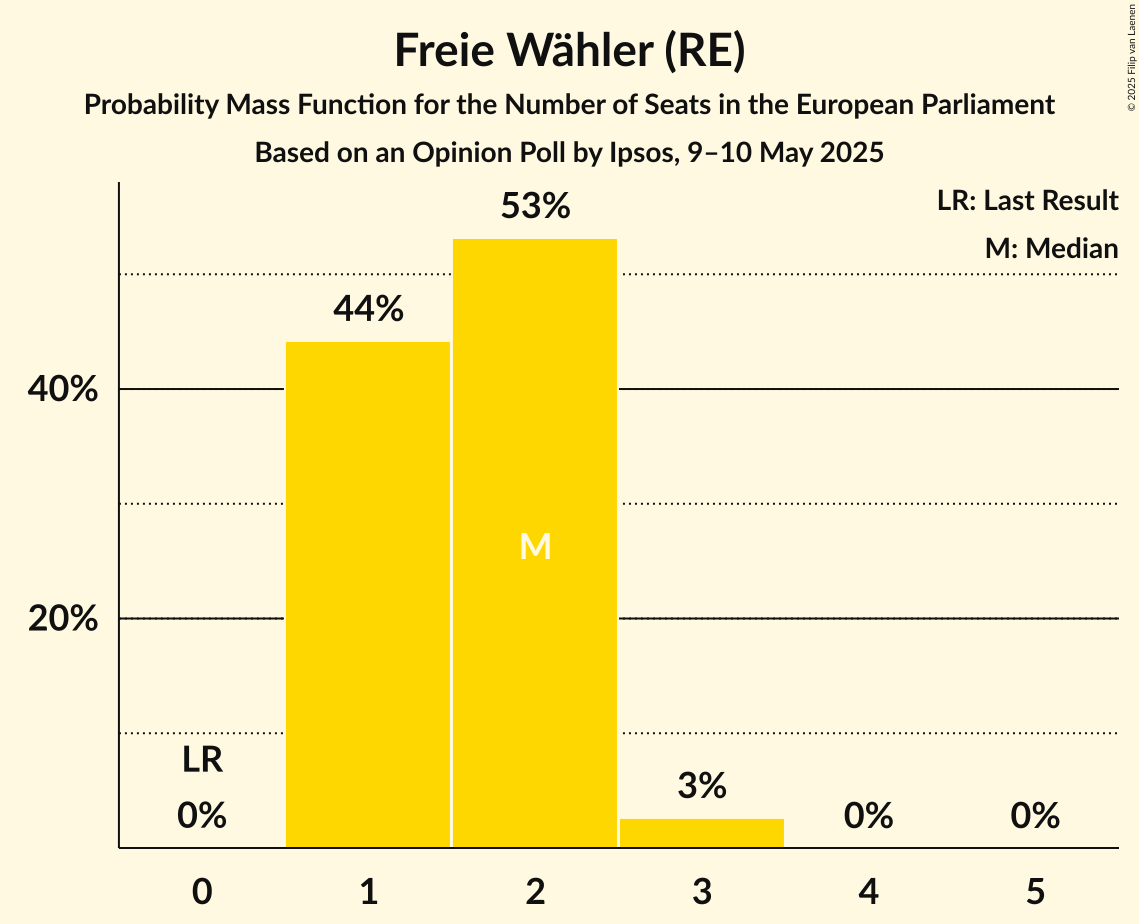 Freie Wähler (RE)
Probability Mass Function for the Number of Seats in the European Parliament
Based on an Opinion Poll by Ipsos, 9–10 May 2025
© 2025 Filip van Laenen
LR: Last Result
M: Median
53%
44%
40%
M
20%
LR
0%
3%
0%
0%
0
1
2
3
4
5